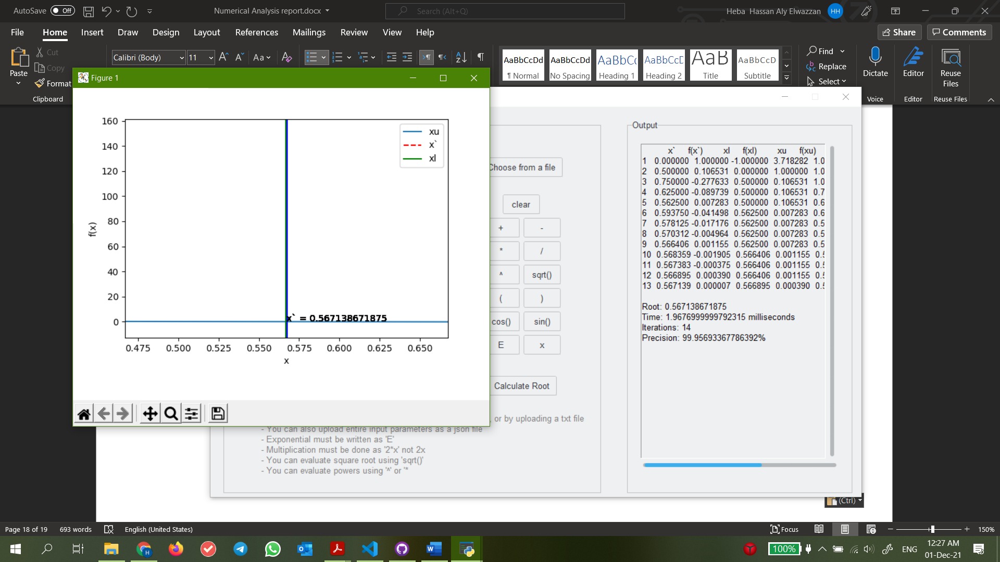 AutoSave Off
Numerical Analysis report.docx
Search (Alt+Q)
Heba Hassan Aly Elwazzan HH
File Home Insert Draw Design Layout References Mailings Review View Help
Share Comments
Cut
Copy
Format
Paste
Clipboard
Calibri (Body) 11
AaBbCcDd AaBbCcDd AaBbCc AaBbCcD AaB AaBbCcD
¶ Normal No Spacing Heading 1 Heading 2 Title Subtitle
Find
Replace
Select
Dictate
Editor
Reuse Files
Voice Editor Reuse Files
Figure 1
160
140
120
100
80
60
40
20
0
f(x)
xu
x`
xl
x` = 0.567138671875
0.475 0.500 0.525 0.550 0.575 0.600 0.625 0.650
x
Choose from a file
clear
+ -
* /
^ sqrt()
( )
cos() sin()
E x
Calculate Root
, or by uploading a txt file
- You can also upload entire input parameters as a json file
- Exponential must be written as 'E'
- Multiplication must be done as '2*x' not 2x
- You can evaluate square root using 'sqrt()'
- You can evaluate powers using '^' or '*
Output
x` f(x`) xl f(xl) xu f(xu)
1 0.000000 1.000000 -1.000000 3.718282 1.0
2 0.500000 0.106531 0.000000 1.000000 1.0
3 0.750000 -0.277633 0.500000 0.106531 1.0
4 0.625000 -0.089739 0.500000 0.106531 0.7
5 0.562500 0.007283 0.500000 0.106531 0.6
6 0.593750 -0.041498 0.562500 0.007283 0.6
7 0.578125 -0.017176 0.562500 0.007283 0.5
8 0.570312 -0.004964 0.562500 0.007283 0.5
9 0.566406 0.001155 0.562500 0.007283 0.5
10 0.568359 -0.001905 0.566406 0.001155 0.5
11 0.567383 -0.000375 0.566406 0.001155 0.5
12 0.566895 0.000390 0.566406 0.001155 0.5
13 0.567139 0.000007 0.566895 0.000390 0.5
Root: 0.567138671875
Time: 1.9676999999792315 milliseconds
Iterations: 14
Precision: 99.95693367786392%
(Ctrl)
Page 18 of 19 693 words English (United States)
Focus
150%
100%
ENG
12:27 AM
01-Dec-21